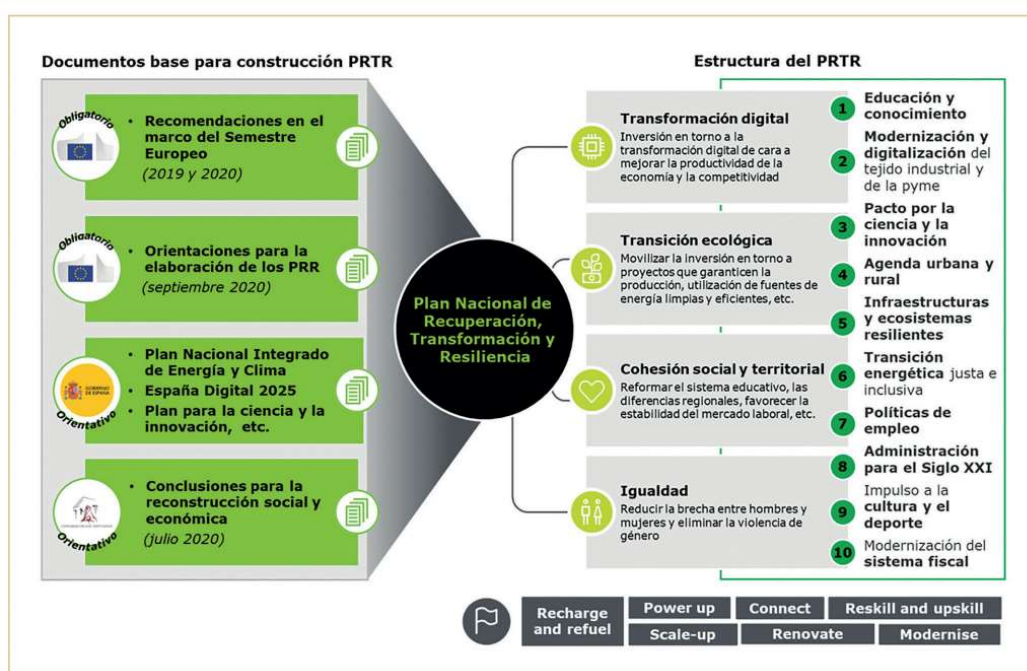 Documentos base para construcción PRTR
Obligatorio
• Recomendaciones en el
marco del Semestre
Europeo
(2019 y 2020)
Obligatorio
• Orientaciones para la
elaboración de los PRR
(septiembre 2020)
GOBIERNO
DE ESPAÑA
Orientativo
• Plan Nacional Integrado
de Energía y Clima
• España Digital 2025
• Plan para la ciencia y la
innovación, etc.
Orientativo
• Conclusiones para la
reconstrucción social y
económica
(julio 2020)
Plan Nacional de
Recuperación,
Transformación y
Resiliencia
Estructura del PRTR
Transformación digital
Inversión en torno a la
transformación digital de cara a
mejorar la productividad de la
economía y la competitividad
Transición ecológica
Movilizar la inversión en torno a
proyectos que garanticen la
producción, utilización de fuentes de
energía limpias y eficientes, etc.
Cohesión social y territorial
Reformar el sistema educativo, las
diferencias regionales, favorecer la
estabilidad del mercado laboral, etc.
Igualdad
Reducir la brecha entre hombres y
mujeres y eliminar la violencia de
género
1 Educación y
conocimiento
2 Modernización y
digitalización del
tejido industrial y
de la pyme
3 Pacto por la
ciencia y la
innovación
4 Agenda urbana y
rural
5 Infraestructuras
y ecosistemas
resilientes
6 Transición
energética justa e
inclusiva
7 Políticas de
empleo
8 Administración
para el Siglo XXI
9 Impulso a la
cultura y el
deporte
10 Modernización del
sistema fiscal
Recharge
and refuel
Power up
Connect
Reskill and upskill
Scale-up
Renovate
Modernise